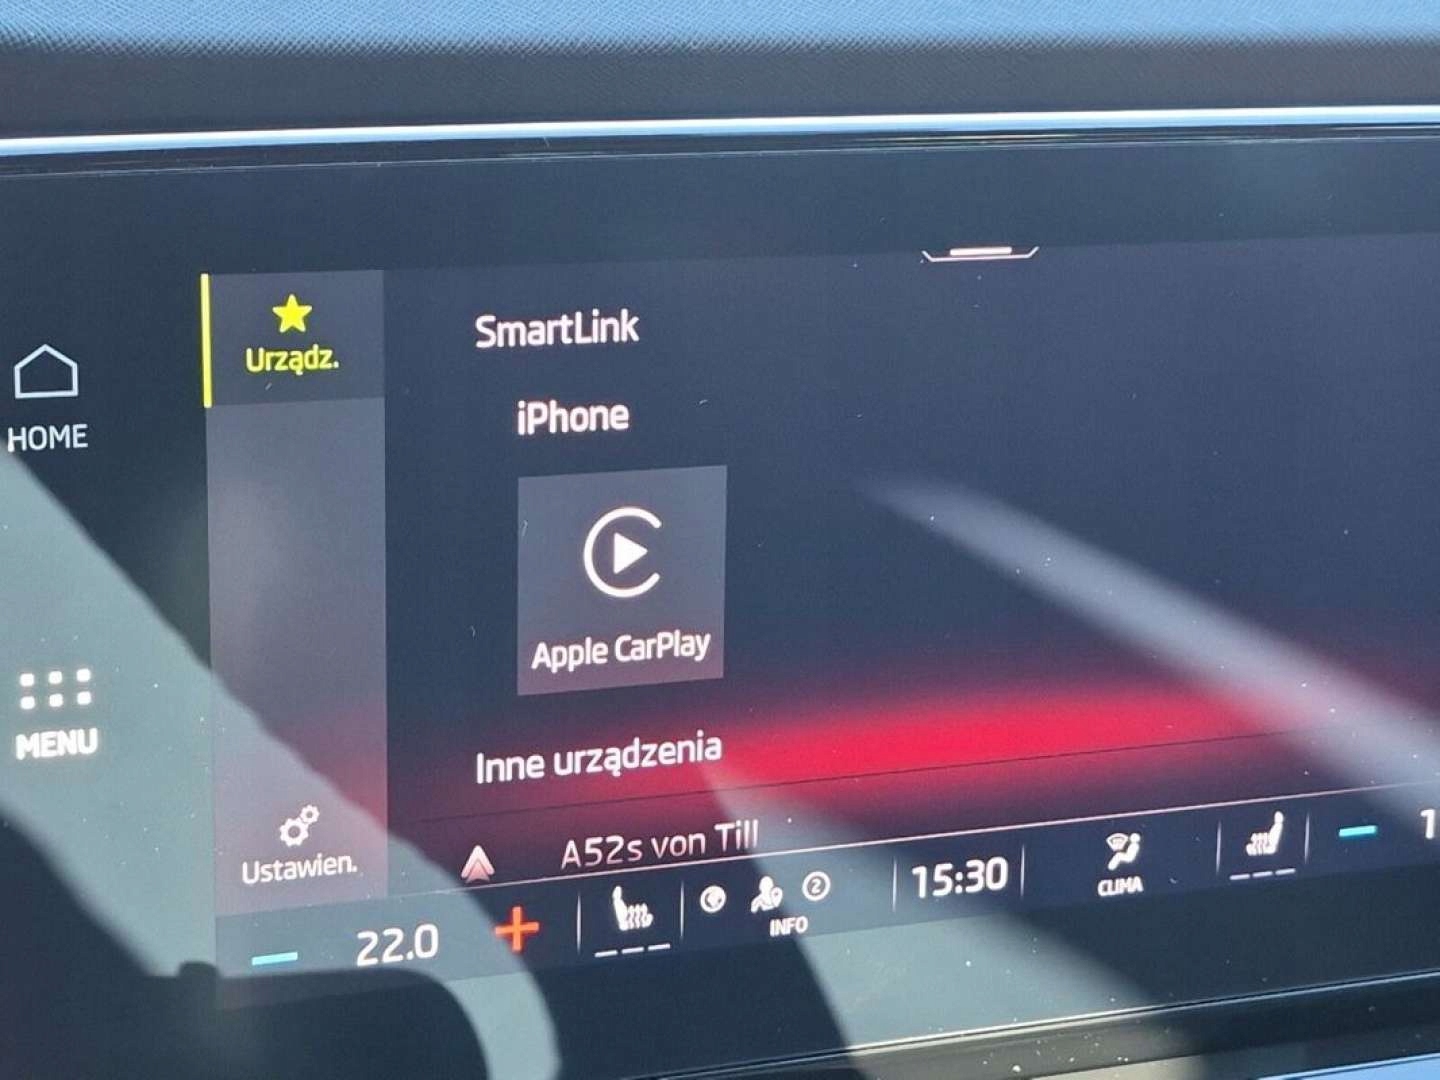 SmartLink
Urządz.
HOME
iPhone
Apple CarPlay
MENU
Inne urządzenia
A52s von Till
Ustawien.
22.0
2
INFO
15:30
CLIMA